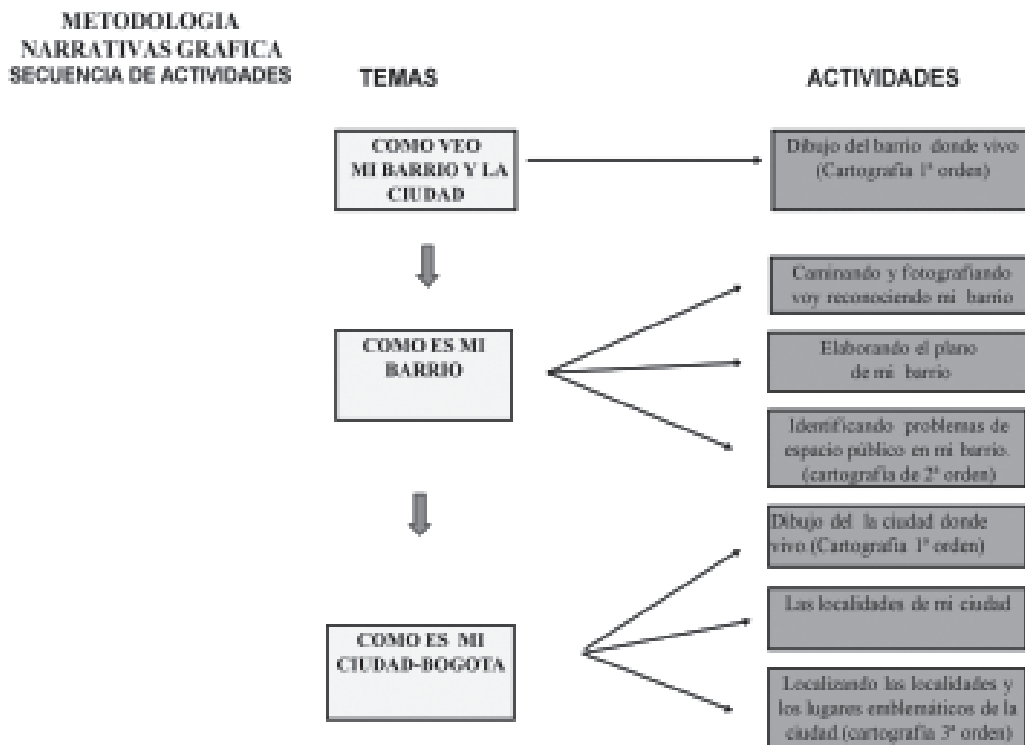 METODOLOGIA
NARRATIVAS GRAFICA
SECUENCIA DE ACTIVIDADES
TEMAS
ACTIVIDADES
COMO VEO
MI BARRIO Y LA
CIUDAD
Dibujo del barrio donde vivo
(Cartografia 1ª orden)
COMO ES MI
BARRIO
Caminando y fotografiando
voy reconociendo mi barrio
Elaborando el plano
de mi barrio
Identificando problemas de
espacio público en mi barrio.
(cartografia de 2ª orden)
COMO ES MI
CIUDAD-BOGOTA
Dibujo del la ciudad donde
vivo.(Cartografia 1ª orden)
Las localidades de mi ciudad
Localizando las localidades y
los lugares emblemáticos de la
ciudad.(cartografia 3ª orden)